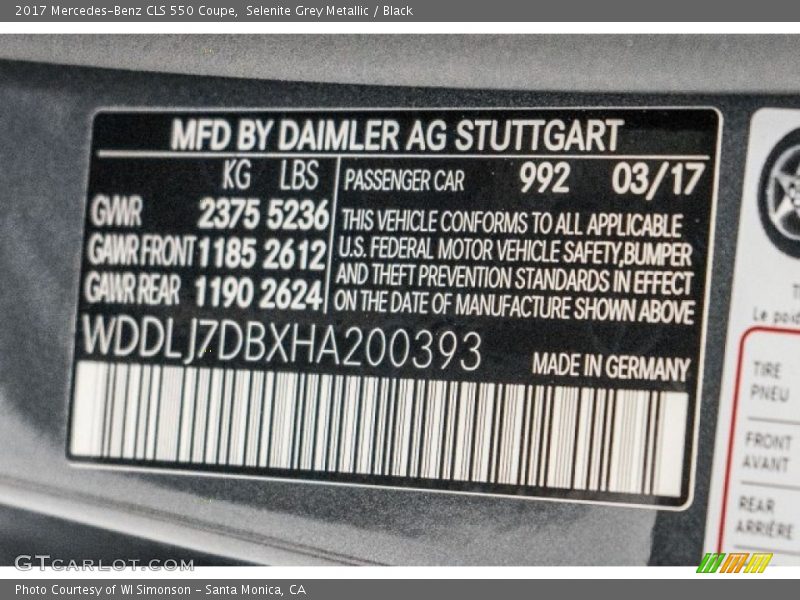 2017 Mercedes-Benz CLS 550 Coupe, Selenite Grey Metallic / Black
MFD BY DAIMLER AG STUTTGART
KG LBS
GVWR 2375 5236
GAWR FRONT 1185 2612
GAWR REAR 1190 2624
PASSENGER CAR 992 03/17
THIS VEHICLE CONFORMS TO ALL APPLICABLE
U.S. FEDERAL MOTOR VEHICLE SAFETY,BUMPER
AND THEFT PREVENTION STANDARDS IN EFFECT
ON THE DATE OF MANUFACTURE SHOWN ABOVE
WDDLJ7DBXHA200393
MADE IN GERMANY
Le
TIRE
PNEU
FRONT
AVANT
REAR
ARRIÈRE
GTCARLOT.COM
Photo Courtesy of WI Simonson - Santa Monica, CA